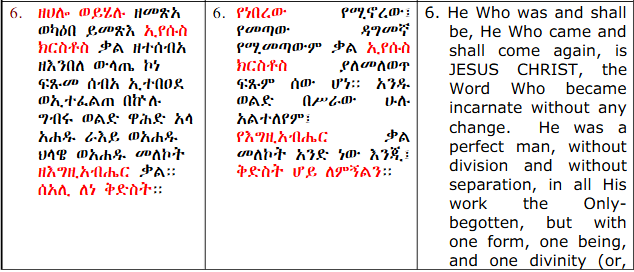 6.
ዘሀሎ ወይሄሉ ዘመጽአ
ወካዕበ ይመጽእ ኢየሱስ
ክርስቶስ ቃል ዘተሰብአ
ዘእንበለ ውላጤ ኮነ
ፍጹመ ሰብአ ኢተበዐደ
ወኢተፈልጠ በኵሉ
ግብሩ ወልድ ዋሕድ አላ
አሐዱ ራእይ ወአሐዱ
ህላዌ ወአሐዱ መለኮት
ዘእግዚአብሔር ቃል።
ሰአሊ ለነ ቅድስት።
6.
የነበረው የሚኖረው፤
የመጣው ዳግመኛ
የሚመጣውም ቃል ኢየሱስ
ክርስቶስ ያለመለወጥ
ፍጹም ሰው ሆነ። አንዱ
ወልድ በሥራው ሁሉ
አልተለየም፤
የእግዚአብሔር ቃል
መለኮት አንድ ነው እንጂ፤
ቅድስት ሆይ ለምኝልን።
6. He Who was and shall
be, He Who came and
shall come again, is
JESUS CHRIST, the
Word Who became
incarnate without any
change. He was a
perfect man, without
division and without
separation, in all His
work the Only-
begotten, but with
one form, one being,
and one divinity (or,